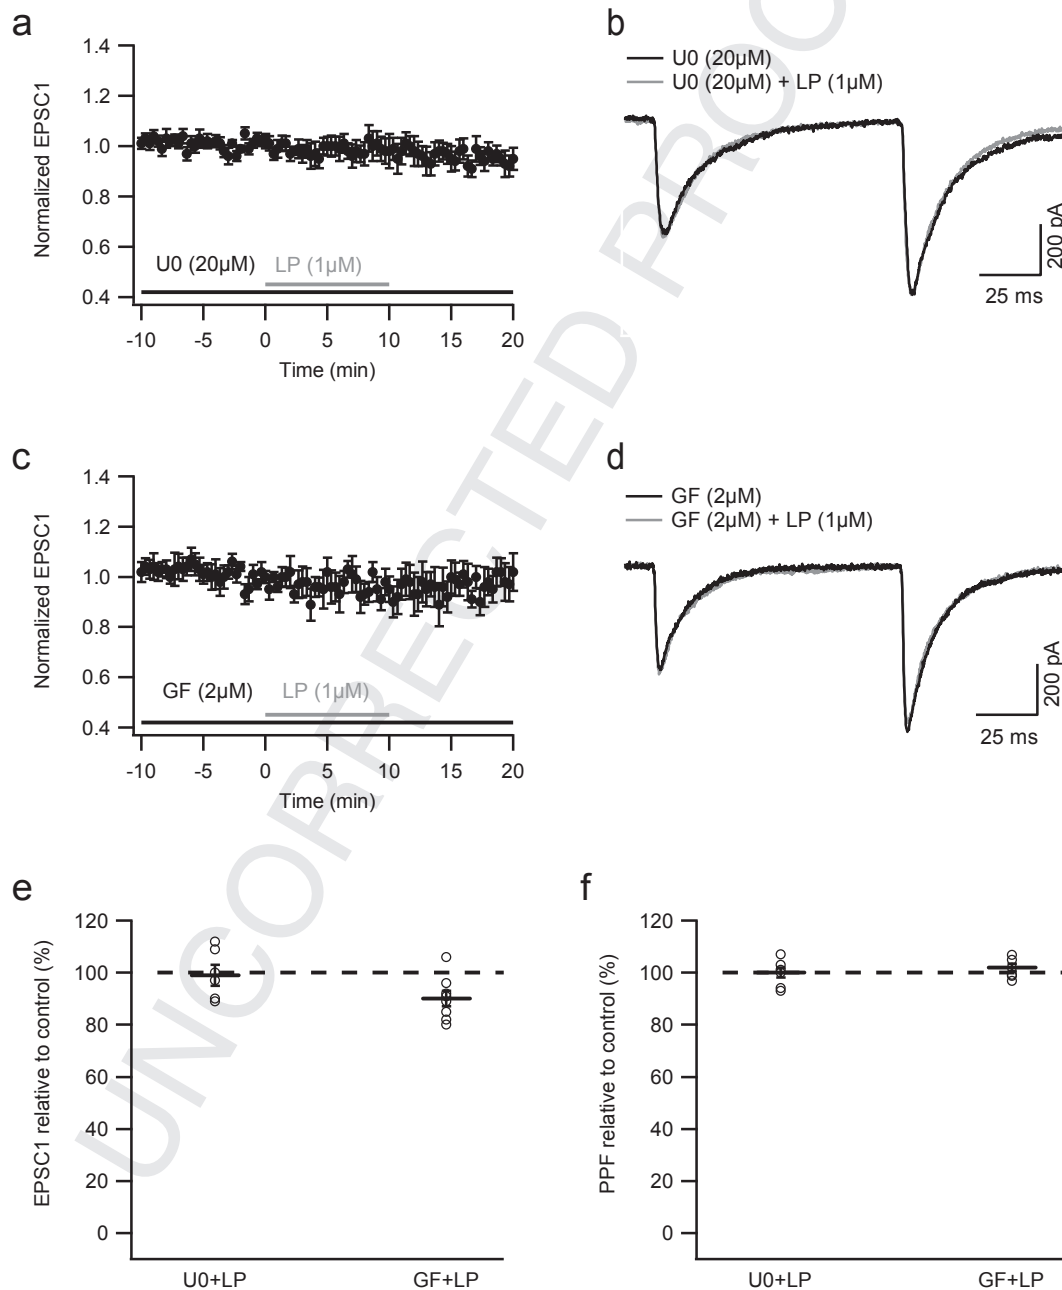 a
1.4
1.2
1.0
0.8
0.6
0.4
Normalized EPSC1
U0 (20µM)
LP (1µM)
-10 -5 0 5 10 15 20
Time (min)
b
U0 (20µM)
U0 (20µM) + LP (1µM)
200 pA
25 ms
c
1.4
1.2
1.0
0.8
0.6
0.4
Normalized EPSC1
GF (2µM)
LP (1µM)
-10 -5 0 5 10 15 20
Time (min)
d
GF (2µM)
GF (2µM) + LP (1µM)
200 pA
25 ms
e
120
100
80
60
40
20
0
EPSC1 relative to control (%)
U0+LP GF+LP
f
120
100
80
60
40
20
0
PPF relative to control (%)
U0+LP GF+LP
UNCORRECTED PROO